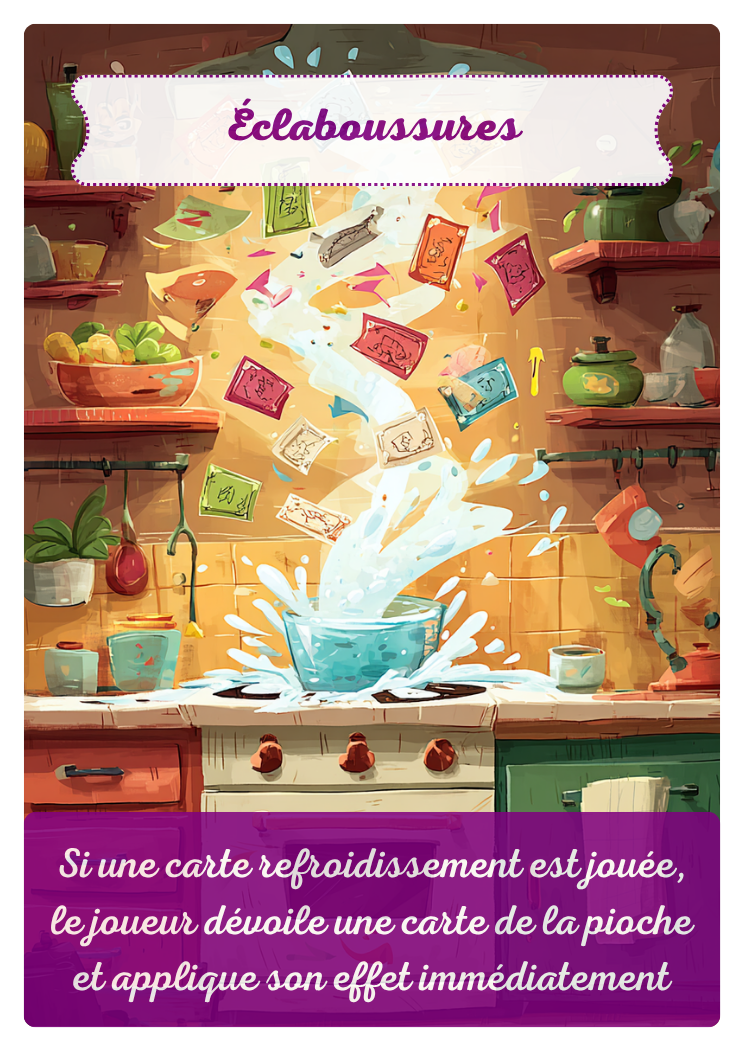 Éclaboussures
Si une carte refroidissement est jouée,
le joueur dévoile une carte de la pioche
et applique son effet immédiatement